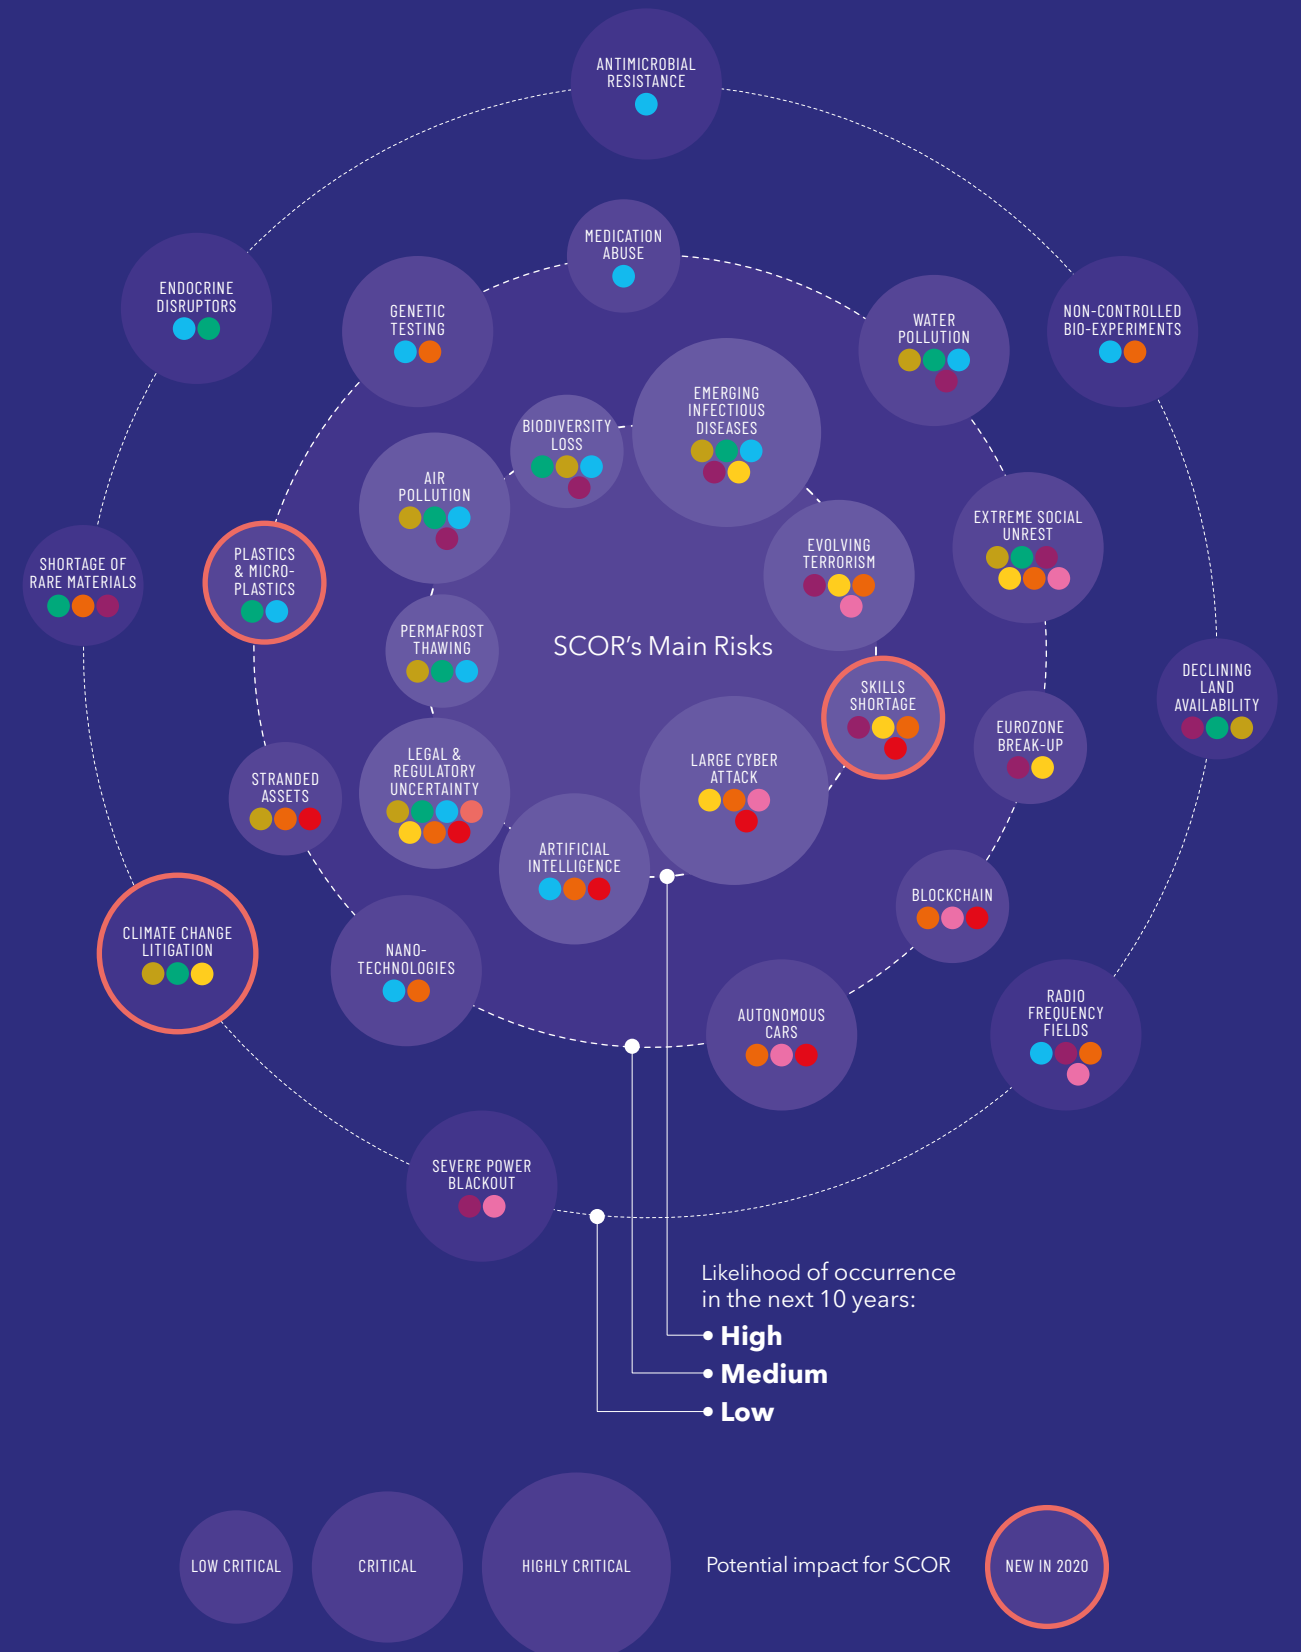 ANTIMICROBIAL
RESISTANCE
MEDICATION
ABUSE
ENDOCRINE
DISRUPTORS
GENETIC
TESTING
WATER
POLLUTION
NON-CONTROLLED
BIO-EXPERIMENTS
EMERGING
INFECTIOUS
DISEASES
BIODIVERSITY
LOSS
AIR
POLLUTION
EXTREME SOCIAL
UNREST
EVOLVING
TERRORISM
SHORTAGE OF
RARE MATERIALS
PLASTICS
& MICRO-
PLASTICS
PERMAFROST
THAWING
SCOR's Main Risks
SKILLS
SHORTAGE
DECLINING
LAND
AVAILABILITY
EUROZONE
BREAK-UP
LEGAL &
REGULATORY
UNCERTAINTY
LARGE CYBER
ATTACK
STRANDED
ASSETS
ARTIFICIAL
INTELLIGENCE
BLOCKCHAIN
CLIMATE CHANGE
LITIGATION
NANO-
TECHNOLOGIES
AUTONOMOUS
CARS
RADIO
FREQUENCY
FIELDS
SEVERE POWER
BLACKOUT
Likelihood of occurrence
in the next 10 years:
High
Medium
Low
LOW CRITICAL
CRITICAL
HIGHLY CRITICAL
Potential impact for SCOR
NEW IN 2020